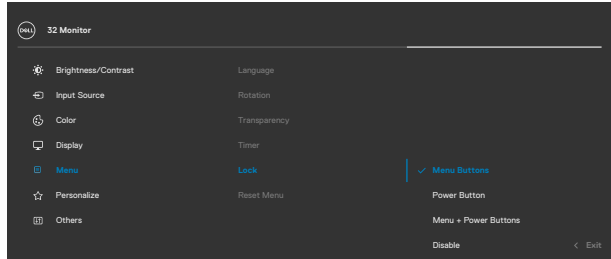 DELL 32 Monitor
Brightness/Contrast Language
Input Source Rotation
Color Transparency
Display Timer
Menu Lock Menu Buttons
Personalize Reset Menu Power Button
Others Menu + Power Buttons
Disable < Exit